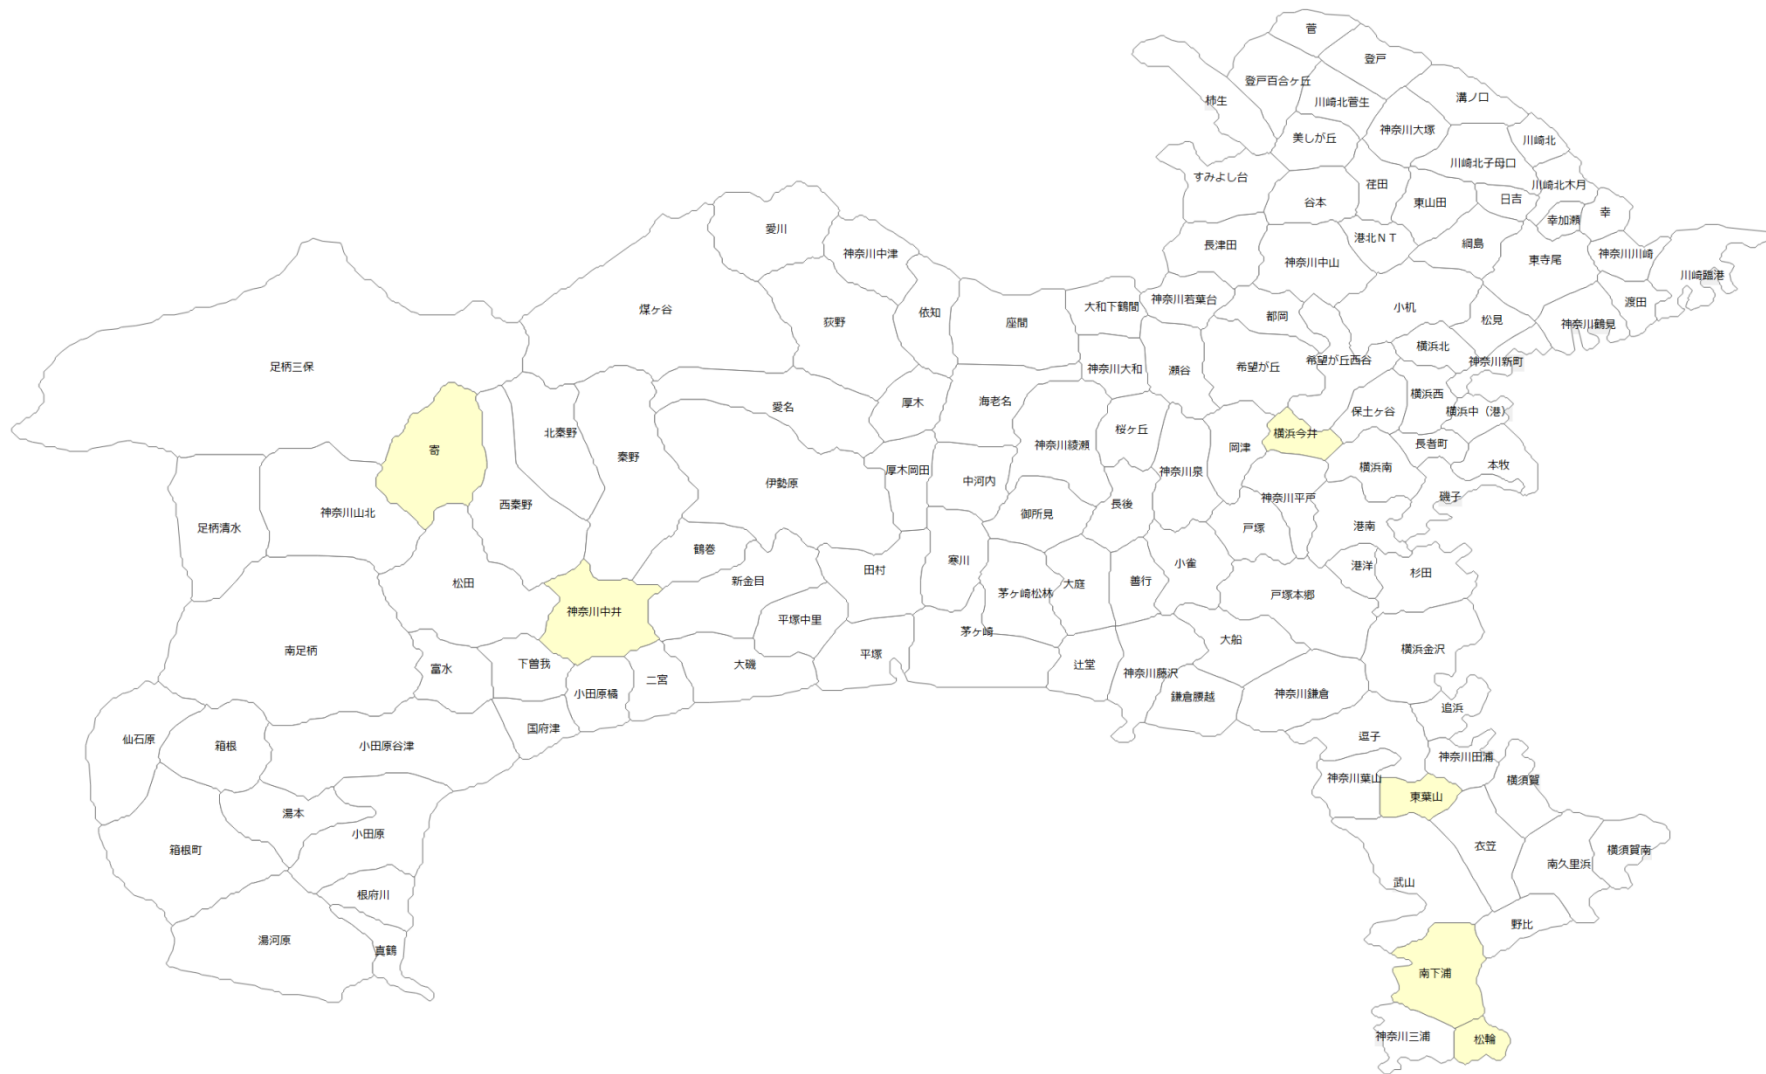 菅
登戸
登戸百合ヶ丘
柿生
川崎北菅生
溝ノ口
神奈川大塚
美しが丘
川崎北
川崎北子母口
すみよし台
荏田
川崎北木月
谷本
東山田
日吉
幸加瀬
幸
愛川
神奈川中津
長津田
港北ＮＴ
綱島
神奈川川崎
神奈川中山
東寺尾
川崎臨港
煤ヶ谷
荻野
依知
座間
大和下鶴間
神奈川若葉台
都岡
小机
松見
渡田
神奈川鶴見
足柄三保
神奈川大和
瀬谷
希望が丘
希望が丘西谷
横浜北
神奈川新町
愛名
厚木
海老名
保土ヶ谷
横浜西
横浜中（港）
寄
北秦野
秦野
神奈川綾瀬
桜ヶ丘
岡津
横浜今井
長者町
本牧
厚木岡田
中河内
神奈川泉
横浜南
伊勢原
西秦野
神奈川山北
足柄清水
御所見
長後
神奈川平戸
磯子
戸塚
港南
鶴巻
寒川
小雀
港洋
杉田
松田
新金目
田村
茅ヶ崎松林
大庭
善行
戸塚本郷
神奈川中井
平塚中里
茅ヶ崎
大船
横浜金沢
南足柄
富水
下曽我
大磯
平塚
辻堂
神奈川藤沢
小田原橘
二宮
鎌倉腰越
神奈川鎌倉
追浜
国府津
仙石原
箱根
小田原谷津
逗子
神奈川田浦
神奈川葉山
横須賀
東葉山
湯本
小田原
箱根町
衣笠
南久里浜
横須賀南
根府川
武山
湯河原
真鶴
野比
南下浦
神奈川三浦
松輪